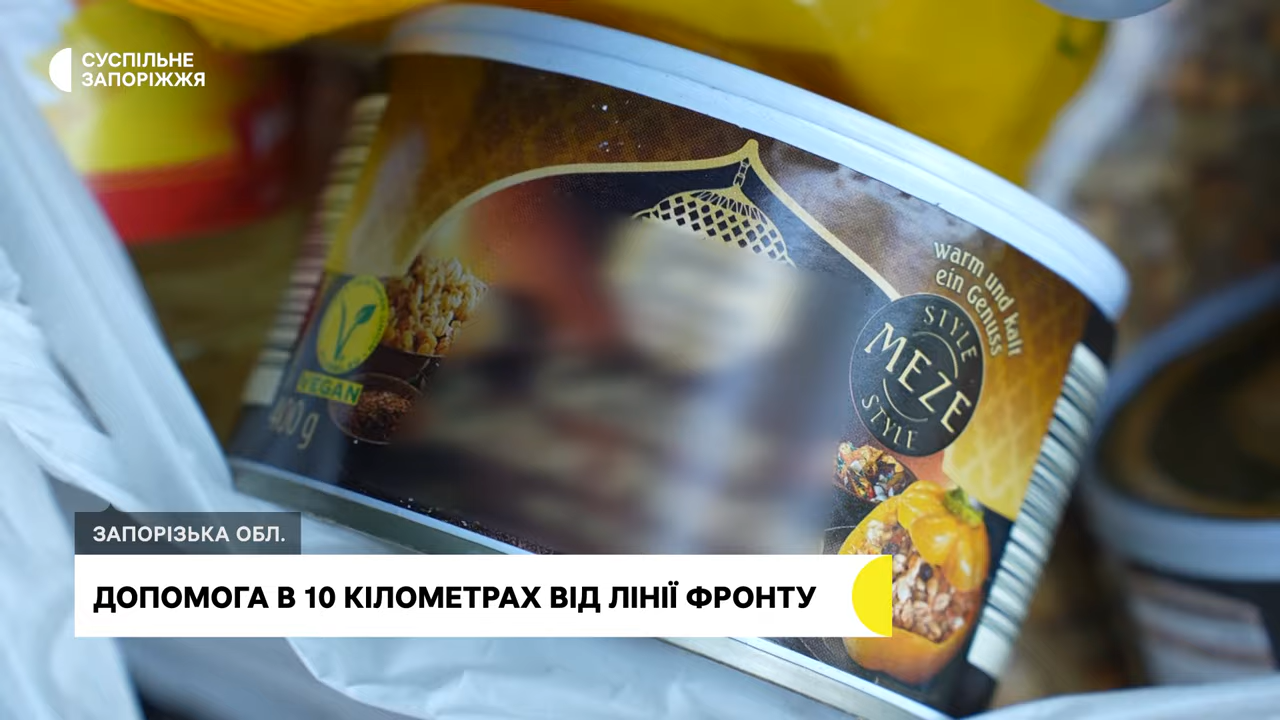 СУСПІЛЬНЕ
ЗАПОРІЖЖЯ
warm und kalt
ein Genuss
STYLE
MEZE
STYLE
VEGAN
400 g
ЗАПОРІЗЬКА ОБЛ.
ДОПОМОГА В 10 КІЛОМЕТРАХ ВІД ЛІНІЇ ФРОНТУ